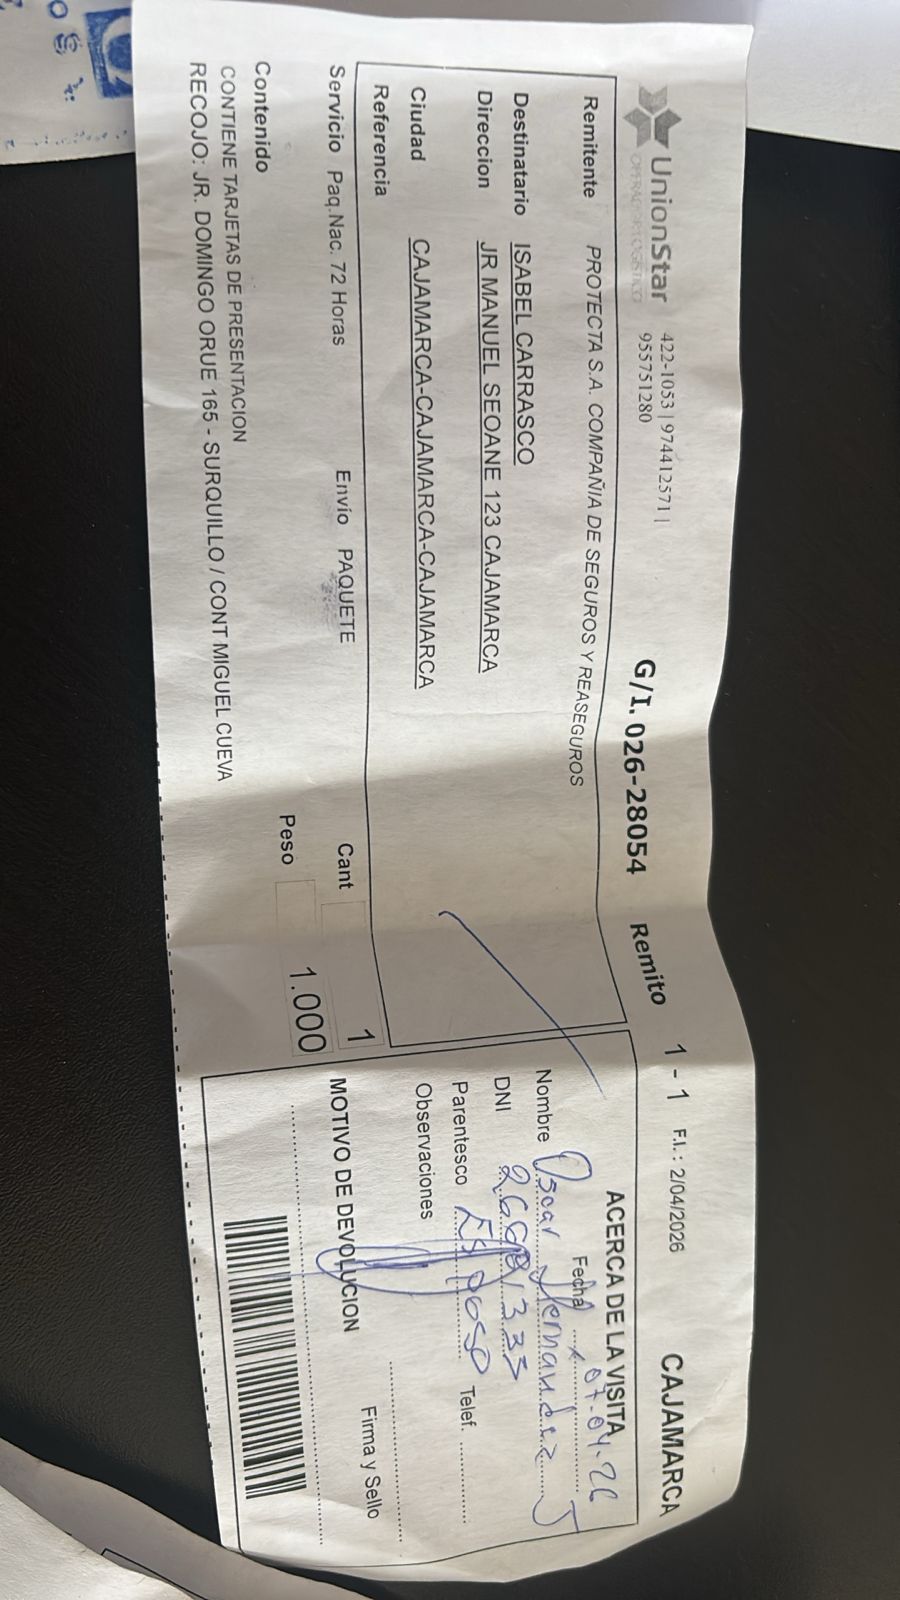 UnionStar
OPERADOR LOGISTICO
422-1053 | 974412571 |
955751280
G/I. 026-28054 Remito 1 - 1 F.I.: 2/04/2026 CAJAMARCA
Remitente PROTECTA S.A. COMPAÑIA DE SEGUROS Y REASEGUROS
Destinatario ISABEL CARRASCO
Direccion JR MANUEL SEOANE 123 CAJAMARCA
Ciudad CAJAMARCA-CAJAMARCA-CAJAMARCA
Referencia
Servicio Paq.Nac. 72 Horas Envío PAQUETE Cant 1
Peso 1.000
Contenido
CONTIENE TARJETAS DE PRESENTACION
RECOJO: JR. DOMINGO ORUE 165 - SURQUILLO / CONT MIGUEL CUEVA
ACERCA DE LA VISITA
Fecha 07.04.26
Nombre Oscar Hernandez J
DNI
Parentesco Esposo Telef.
Observaciones
Firma y Sello
MOTIVO DE DEVOLUCION